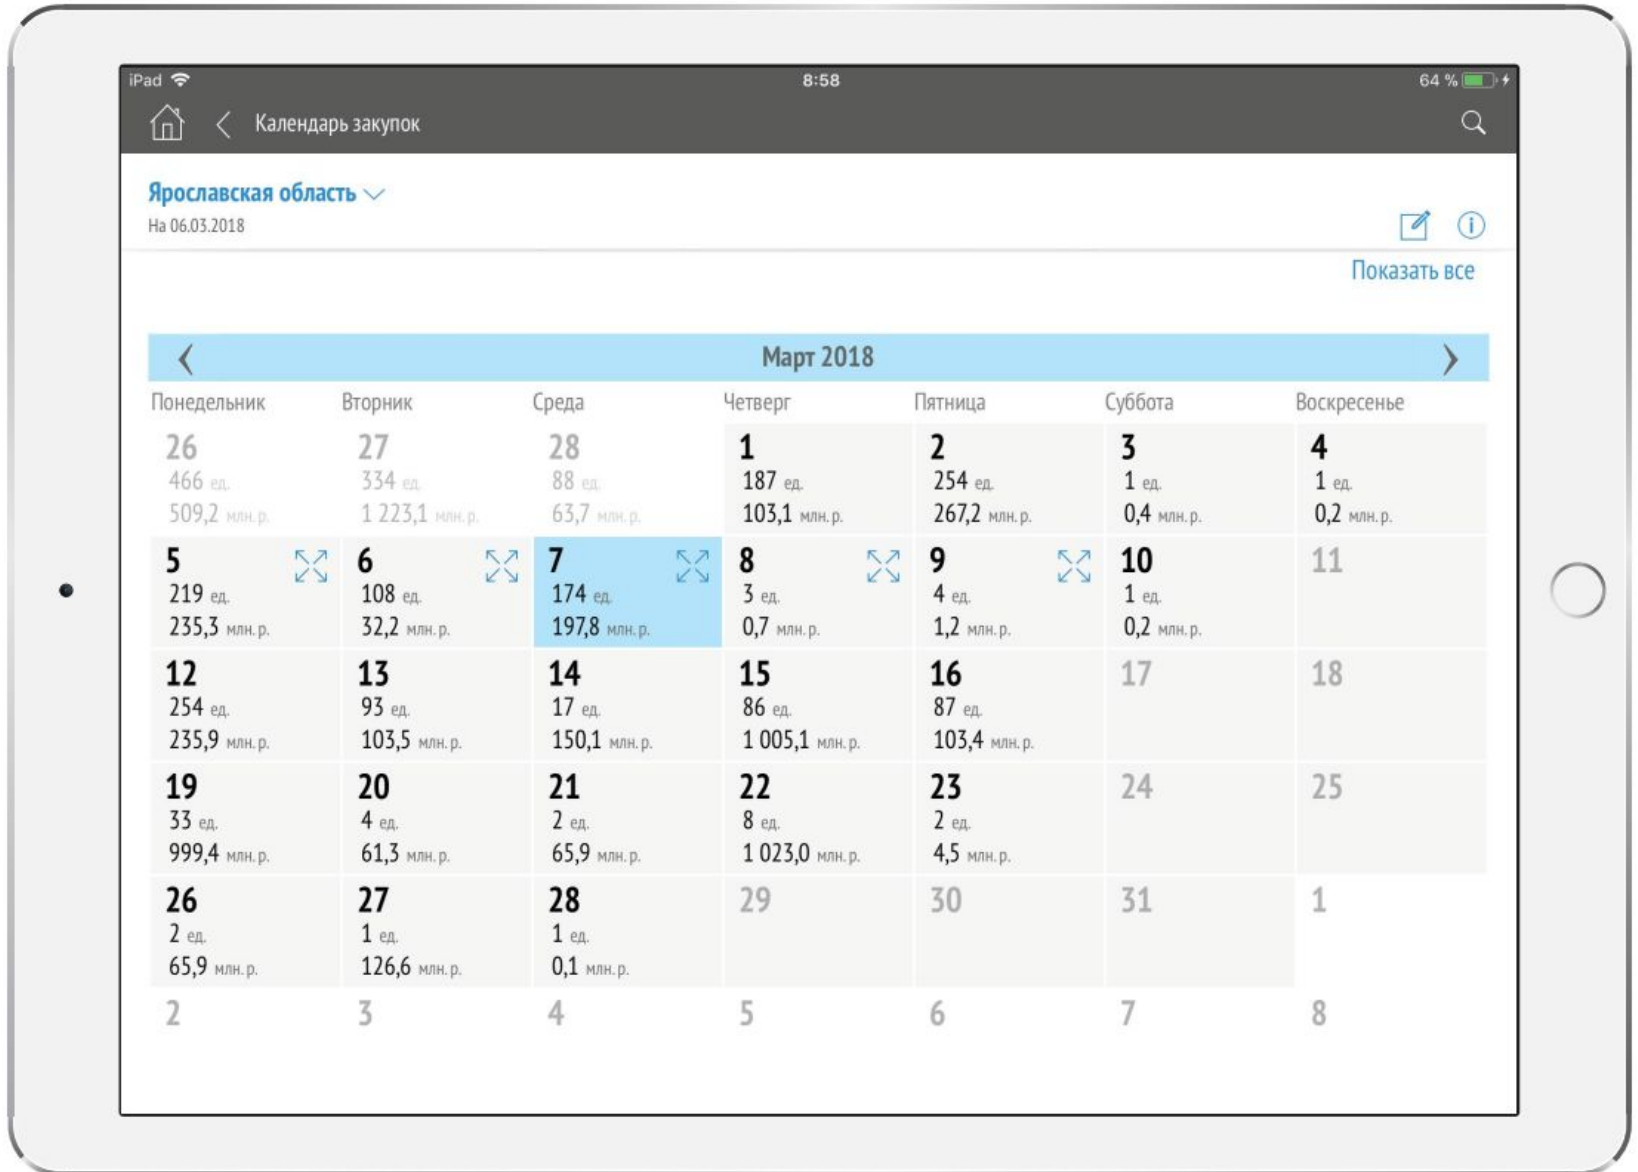 iPad 8:58 64 %
Календарь закупок
Ярославская область
На 06.03.2018
Показать все
Март 2018
Понедельник Вторник Среда Четверг Пятница Суббота Воскресенье
26 27 28 1 2 3 4
466 ед. 334 ед. 88 ед. 187 ед. 254 ед. 1 ед. 1 ед.
509,2 млн. р. 1 223,1 млн. р. 63,7 млн. р. 103,1 млн. р. 267,2 млн. р. 0,4 млн. р. 0,2 млн. р.
5 6 7 8 9 10 11
219 ед. 108 ед. 174 ед. 3 ед. 4 ед. 1 ед.
235,3 млн. р. 32,2 млн. р. 197,8 млн. р. 0,7 млн. р. 1,2 млн. р. 0,2 млн. р.
12 13 14 15 16 17 18
254 ед. 93 ед. 17 ед. 86 ед. 87 ед.
235,9 млн. р. 103,5 млн. р. 150,1 млн. р. 1 005,1 млн. р. 103,4 млн. р.
19 20 21 22 23 24 25
33 ед. 4 ед. 2 ед. 8 ед. 2 ед.
999,4 млн. р. 61,3 млн. р. 65,9 млн. р. 1 023,0 млн. р. 4,5 млн. р.
26 27 28 29 30 31 1
2 ед. 1 ед. 1 ед.
65,9 млн. р. 126,6 млн. р. 0,1 млн. р.
2 3 4 5 6 7 8